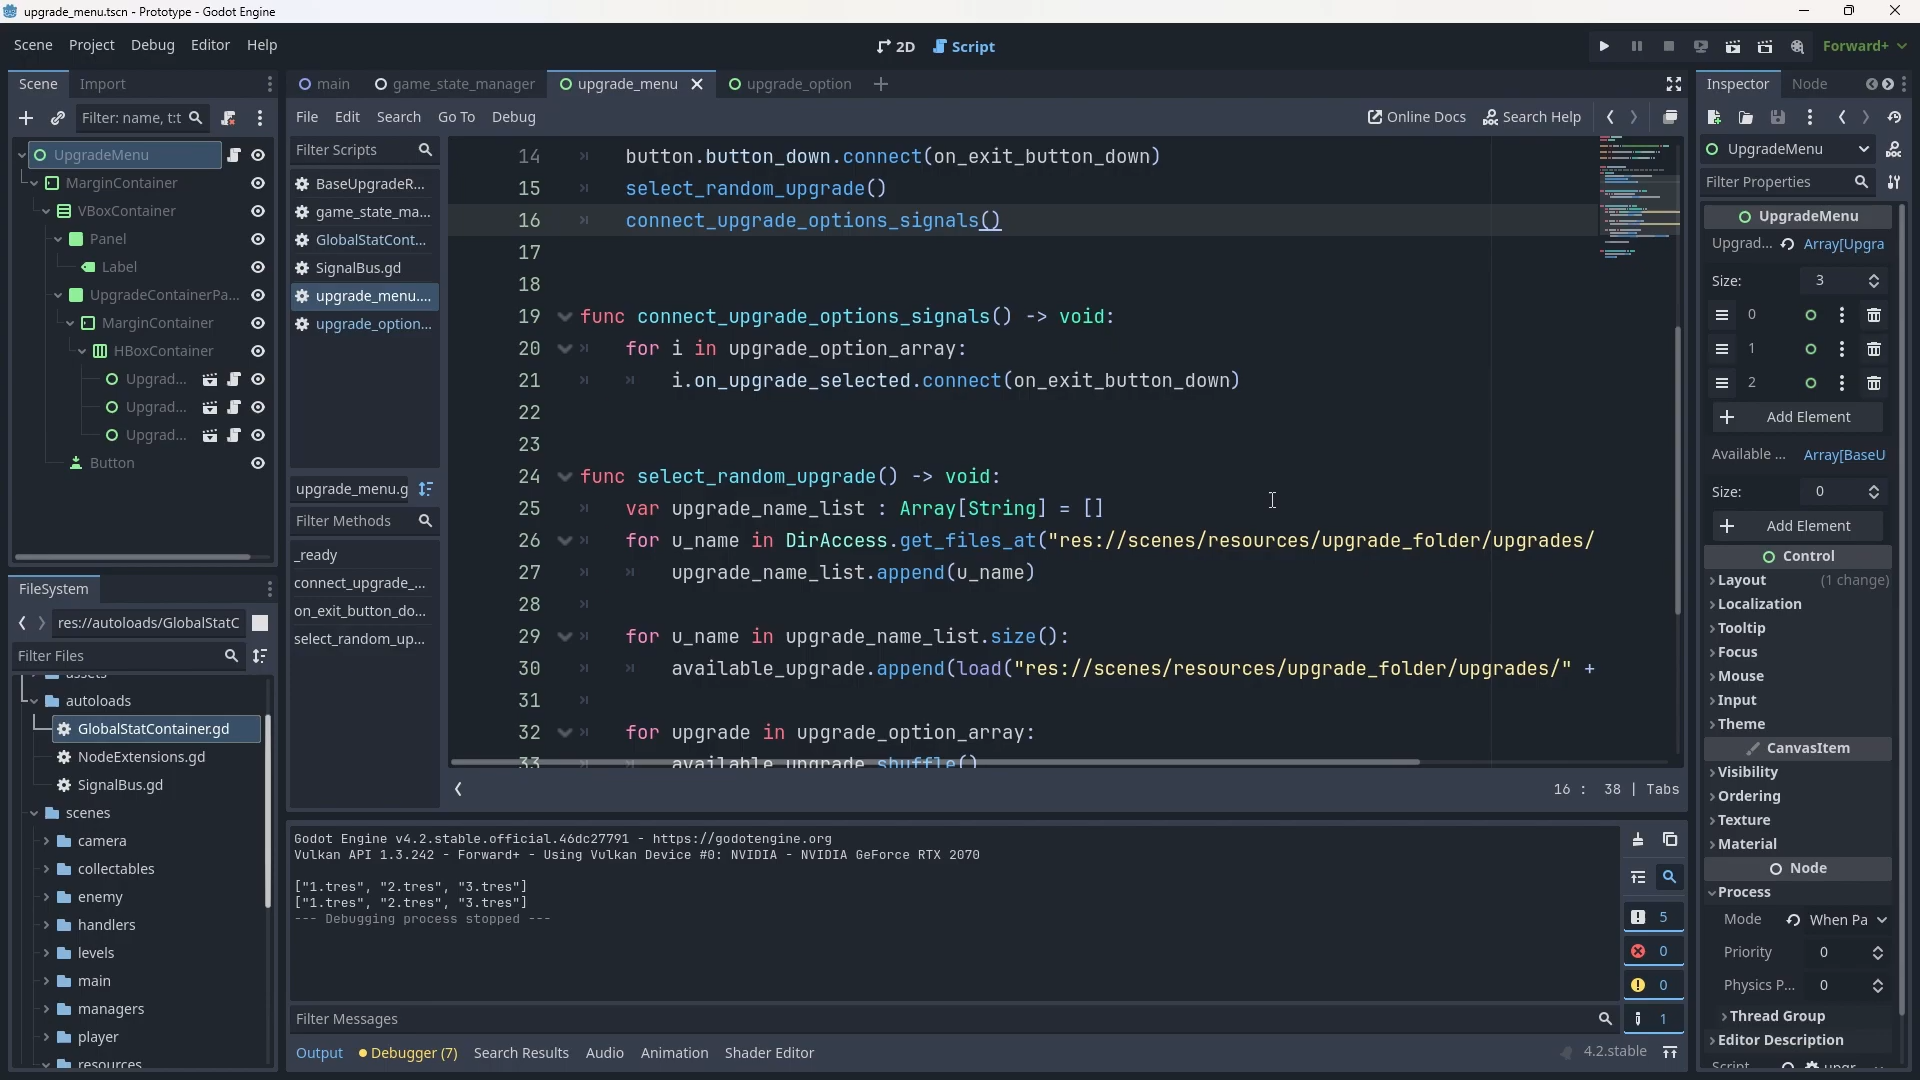 upgrade_menu.tscn - Prototype - Godot Engine
Scene Project Debug Editor Help
2D Script
Forward+
Scene Import
main game_state_manager upgrade_menu upgrade_option
Inspector Node
Filter: name, t:t
File Edit Search Go To Debug
Online Docs Search Help
UpgradeMenu
MarginContainer
VBoxContainer
Panel
Label
UpgradeContainerPa...
MarginContainer
HBoxContainer
Upgrad...
Upgrad...
Upgrad...
Button
Filter Scripts
BaseUpgradeR...
game_state_ma...
GlobalStatCont...
SignalBus.gd
upgrade_menu....
upgrade_option...
upgrade_menu.g
Filter Methods
_ready
connect_upgrade_...
on_exit_button_do...
select_random_up...
14 button.button_down.connect(on_exit_button_down)
15 select_random_upgrade()
16 connect_upgrade_options_signals()
17
18
19 func connect_upgrade_options_signals() -> void:
20 for i in upgrade_option_array:
21 i.on_upgrade_selected.connect(on_exit_button_down)
22
23
24 func select_random_upgrade() -> void:
25 var upgrade_name_list : Array[String] = []
26 for u_name in DirAccess.get_files_at("res://scenes/resources/upgrade_folder/upgrades/
27 upgrade_name_list.append(u_name)
28
29 for u_name in upgrade_name_list.size():
30 available_upgrade.append(load("res://scenes/resources/upgrade_folder/upgrades/" +
31
32 for upgrade in upgrade_option_array:
33 available_upgrade.shuffle()
16 : 38 | Tabs
FileSystem
res://autoloads/GlobalStatC
Filter Files
assets
autoloads
GlobalStatContainer.gd
NodeExtensions.gd
SignalBus.gd
scenes
camera
collectables
enemy
handlers
levels
main
managers
player
resources
Godot Engine v4.2.stable.official.46dc27791 - https://godotengine.org
Vulkan API 1.3.242 - Forward+ - Using Vulkan Device #0: NVIDIA - NVIDIA GeForce RTX 2070
["1.tres", "2.tres", "3.tres"]
["1.tres", "2.tres", "3.tres"]
--- Debugging process stopped ---
5
0
0
1
Filter Messages
Output Debugger (7) Search Results Audio Animation Shader Editor
4.2.stable
UpgradeMenu
Filter Properties
UpgradeMenu
Upgrad... Array[Upgra
Size: 3
0
1
2
Add Element
Available ... Array[BaseU
Size: 0
Add Element
Control
Layout (1 change)
Localization
Tooltip
Focus
Mouse
Input
Theme
CanvasItem
Visibility
Ordering
Texture
Material
Node
Process
Mode When Pa
Priority 0
Physics P... 0
Thread Group
Editor Description
Script upgr